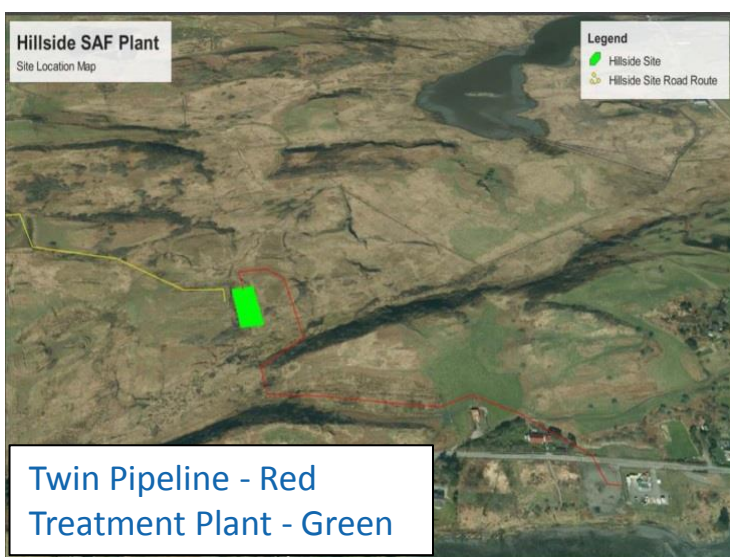 Hillside SAF Plant
Site Location Map
Legend
Hillside Site
Hillside Site Road Route
Twin Pipeline - Red
Treatment Plant - Green